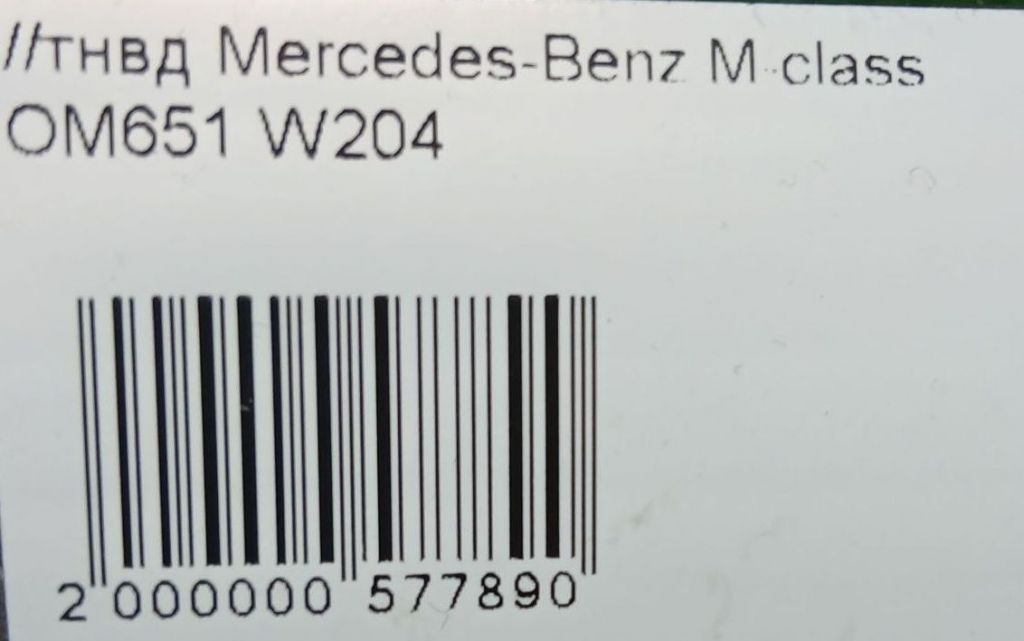 //тнвд Mercedes-Benz M-class
OM651 W204
2 000000 577890